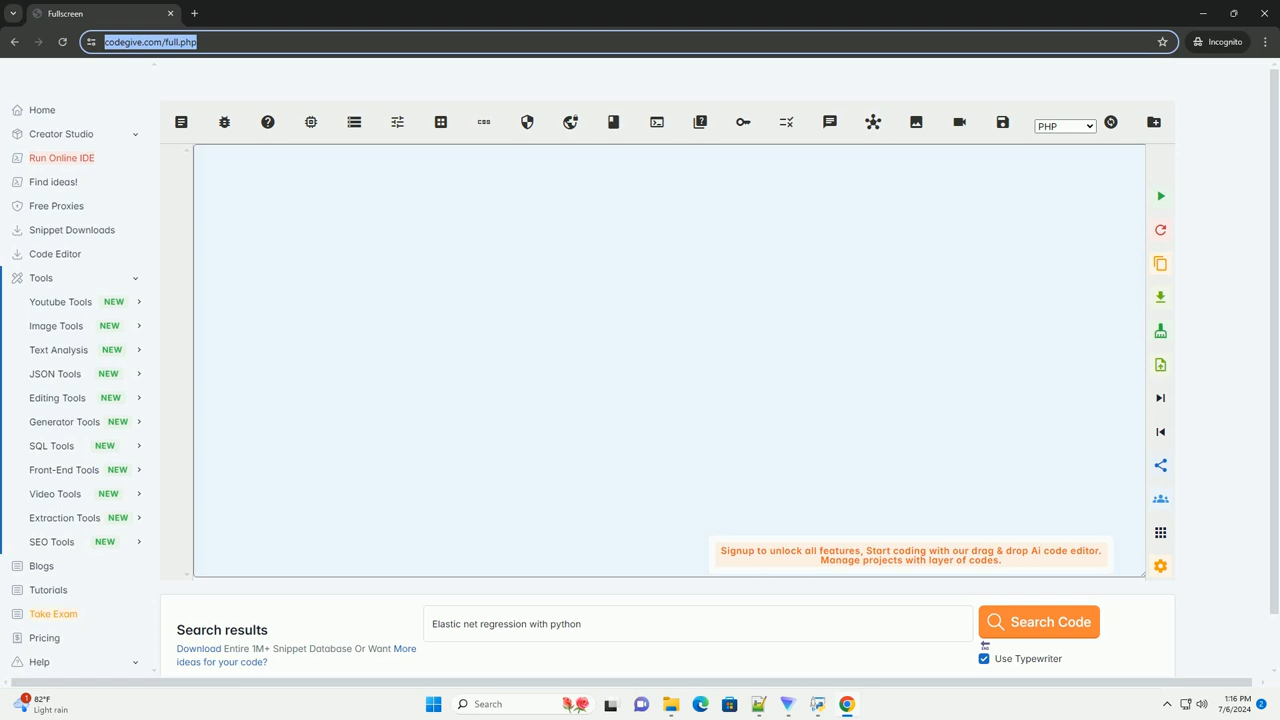 Fullscreen
codegive.com/full.php
Incognito
Home
Creator Studio
Run Online IDE
Find ideas!
Free Proxies
Snippet Downloads
Code Editor
Tools
Youtube Tools NEW
Image Tools NEW
Text Analysis NEW
JSON Tools NEW
Editing Tools NEW
Generator Tools NEW
SQL Tools NEW
Front-End Tools NEW
Video Tools NEW
Extraction Tools NEW
SEO Tools NEW
Blogs
Tutorials
Take Exam
Pricing
Help
css
PHP
Signup to unlock all features, Start coding with our drag & drop Ai code editor.
Manage projects with layer of codes.
Search results
Download Entire 1M+ Snippet Database Or Want More
ideas for your code?
Elastic net regression with python
Search Code
END
Use Typewriter
1
82°F
Light rain
Search
1:16 PM
7/6/2024
2